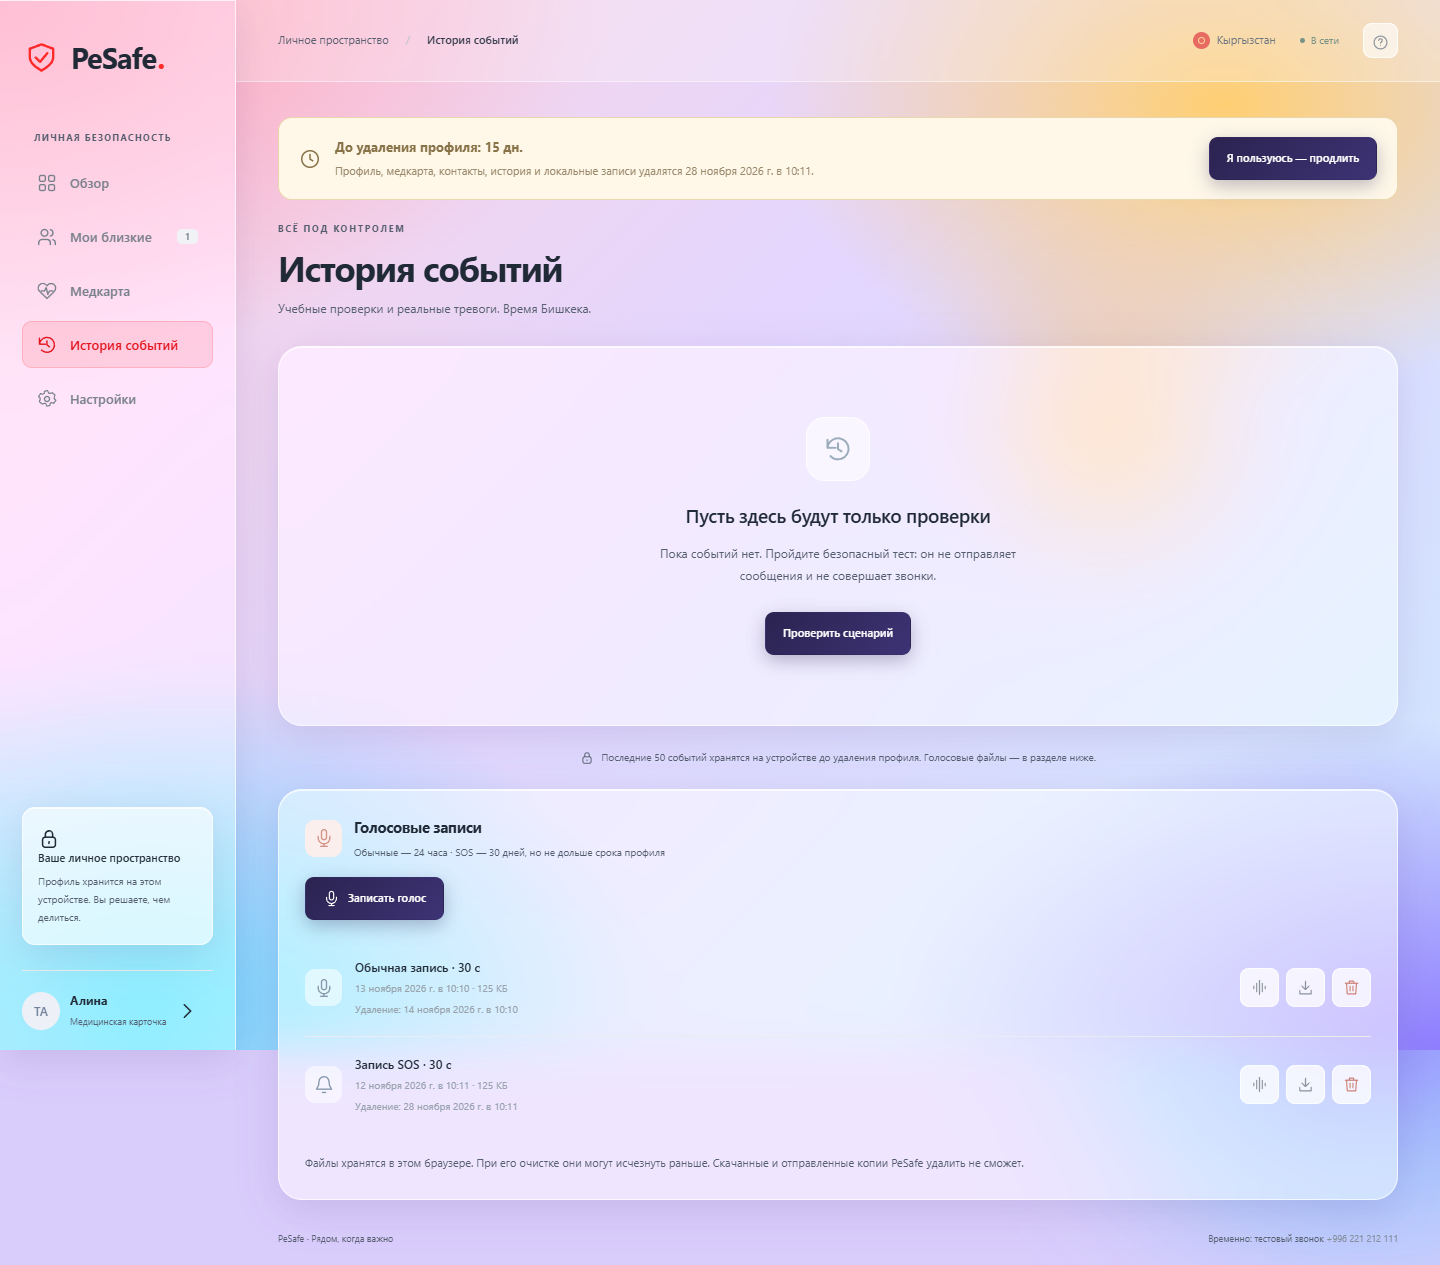 PeSafe.
ЛИЧНАЯ БЕЗОПАСНОСТЬ
Обзор
Мои близкие 1
Медкарта
История событий
Настройки
Ваше личное пространство
Профиль хранится на этом
устройстве. Вы решаете, чем
делиться.
ТА
Алина
Медицинская карточка
Личное пространство / История событий
Кыргызстан
В сети
До удаления профиля: 15 дн.
Профиль, медкарта, контакты, история и локальные записи удалятся 28 ноября 2026 г. в 10:11.
Я пользуюсь — продлить
ВСЁ ПОД КОНТРОЛЕМ
История событий
Учебные проверки и реальные тревоги. Время Бишкека.
Пусть здесь будут только проверки
Пока событий нет. Пройдите безопасный тест: он не отправляет
сообщения и не совершает звонки.
Проверить сценарий
Последние 50 событий хранятся на устройстве до удаления профиля. Голосовые файлы — в разделе ниже.
Голосовые записи
Обычные — 24 часа · SOS — 30 дней, но не дольше срока профиля
Записать голос
Обычная запись · 30 с
13 ноября 2026 г. в 10:10 · 125 КБ
Удаление: 14 ноября 2026 г. в 10:10
Запись SOS · 30 с
12 ноября 2026 г. в 10:11 · 125 КБ
Удаление: 28 ноября 2026 г. в 10:11
Файлы хранятся в этом браузере. При его очистке они могут исчезнуть раньше. Скачанные и отправленные копии PeSafe удалить не сможет.
PeSafe · Рядом, когда важно
Временно: тестовый звонок +996 221 212 111